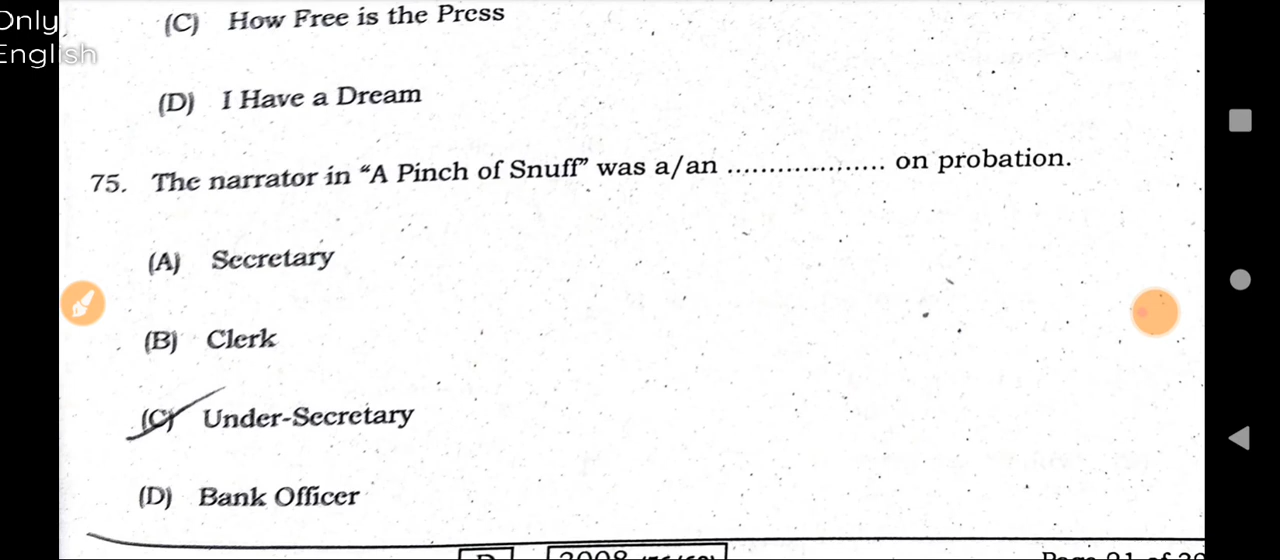 Only
English
(C) How Free is the Press
(D) I Have a Dream
75. The narrator in “A Pinch of Snuff” was a/an .................. on probation.
(A) Secretary
(B) Clerk
(C) Under-Secretary
(D) Bank Officer